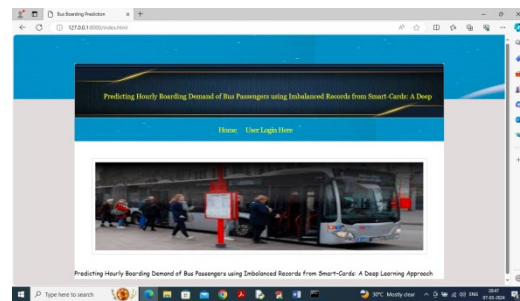 Bus Boarding Prediction
127.0.0.1:8000/index.html
Predicting Hourly Boarding Demand of Bus Passengers using Imbalanced Records from Smart-Cards: A Deep
Home User Login Here
Predicting Hourly Boarding Demand of Bus Passengers using Imbalanced Records from Smart-Cards: A Deep Learning Approach
Type here to search
30°C Mostly clear
ENG
20:47